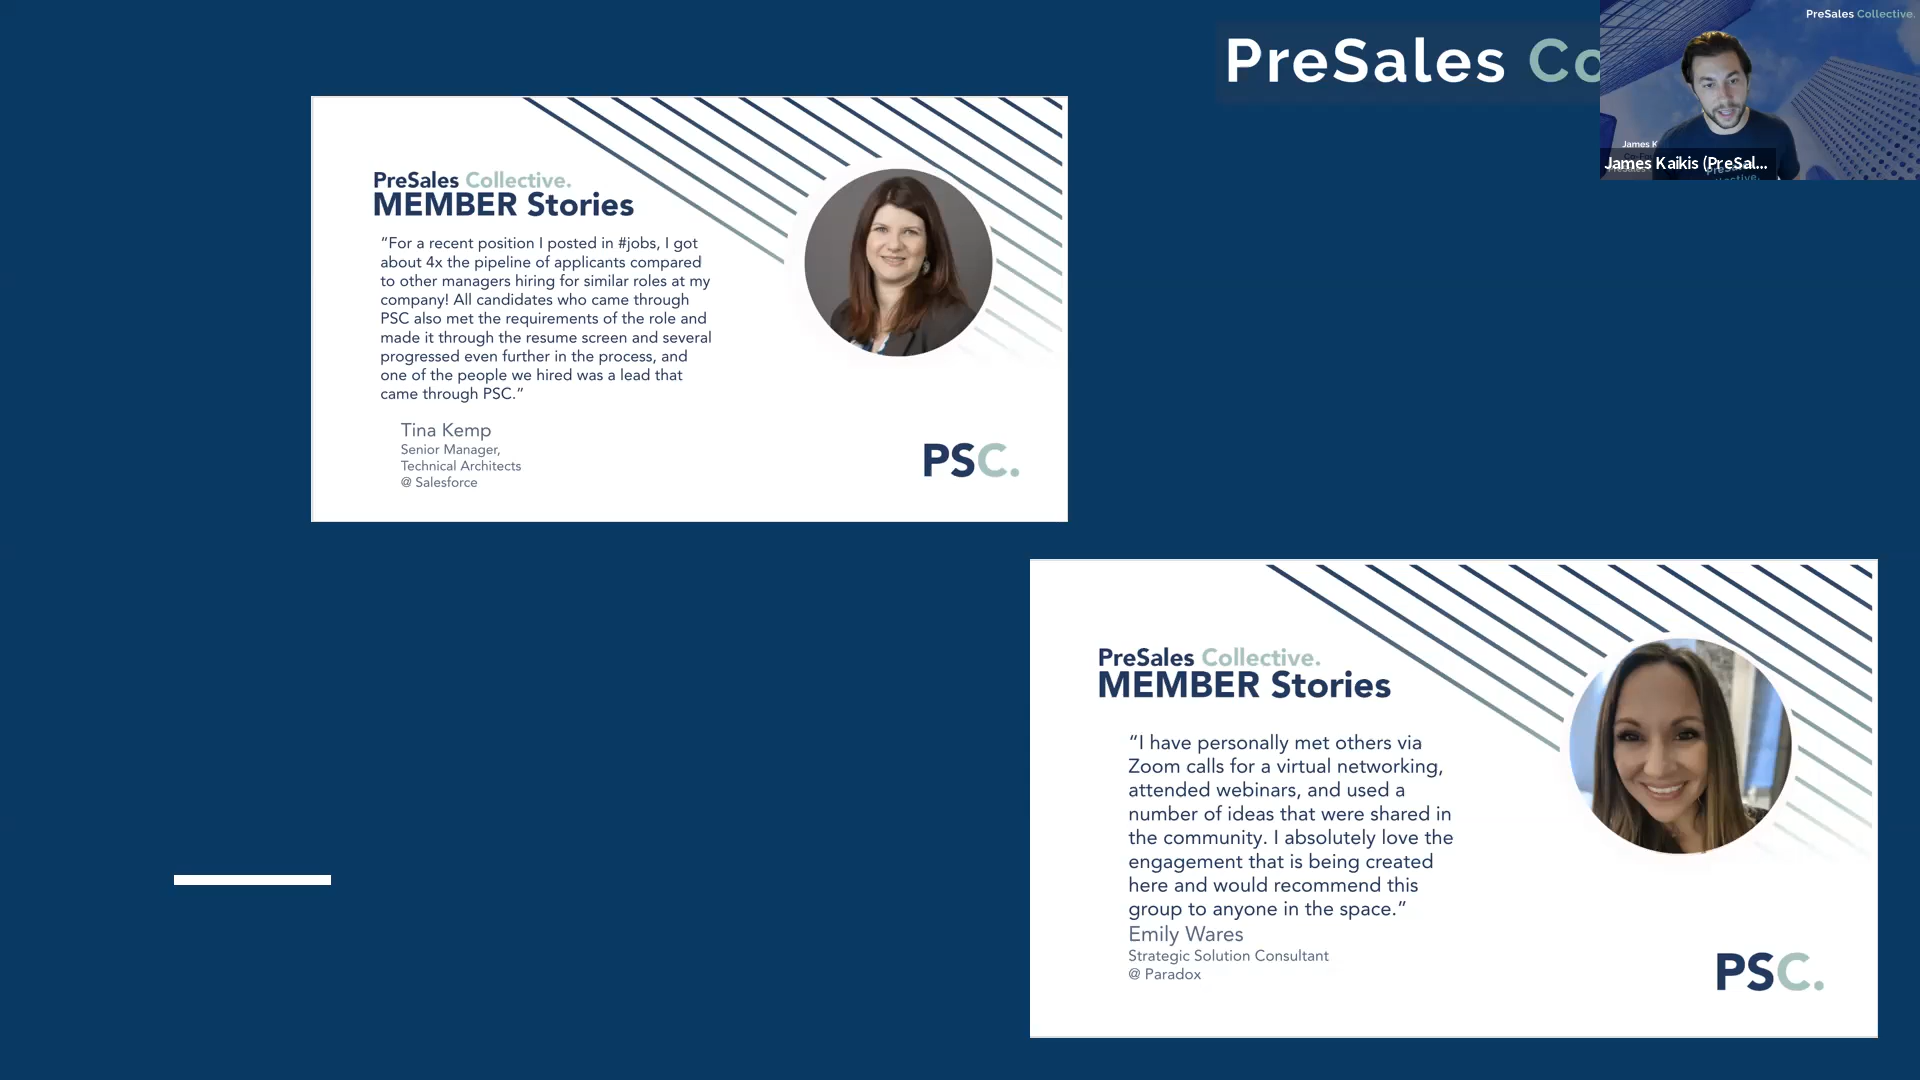 PreSales Co
PreSales Collective.
James K
James Kaikis (PreSal...
PreSales Collective.
MEMBER Stories
“For a recent position I posted in #jobs, I got
about 4x the pipeline of applicants compared
to other managers hiring for similar roles at my
company! All candidates who came through
PSC also met the requirements of the role and
made it through the resume screen and several
progressed even further in the process, and
one of the people we hired was a lead that
came through PSC.”
Tina Kemp
Senior Manager,
Technical Architects
@ Salesforce
PSC.
PreSales Collective.
MEMBER Stories
“I have personally met others via
Zoom calls for a virtual networking,
attended webinars, and used a
number of ideas that were shared in
the community. I absolutely love the
engagement that is being created
here and would recommend this
group to anyone in the space.”
Emily Wares
Strategic Solution Consultant
@ Paradox
PSC.